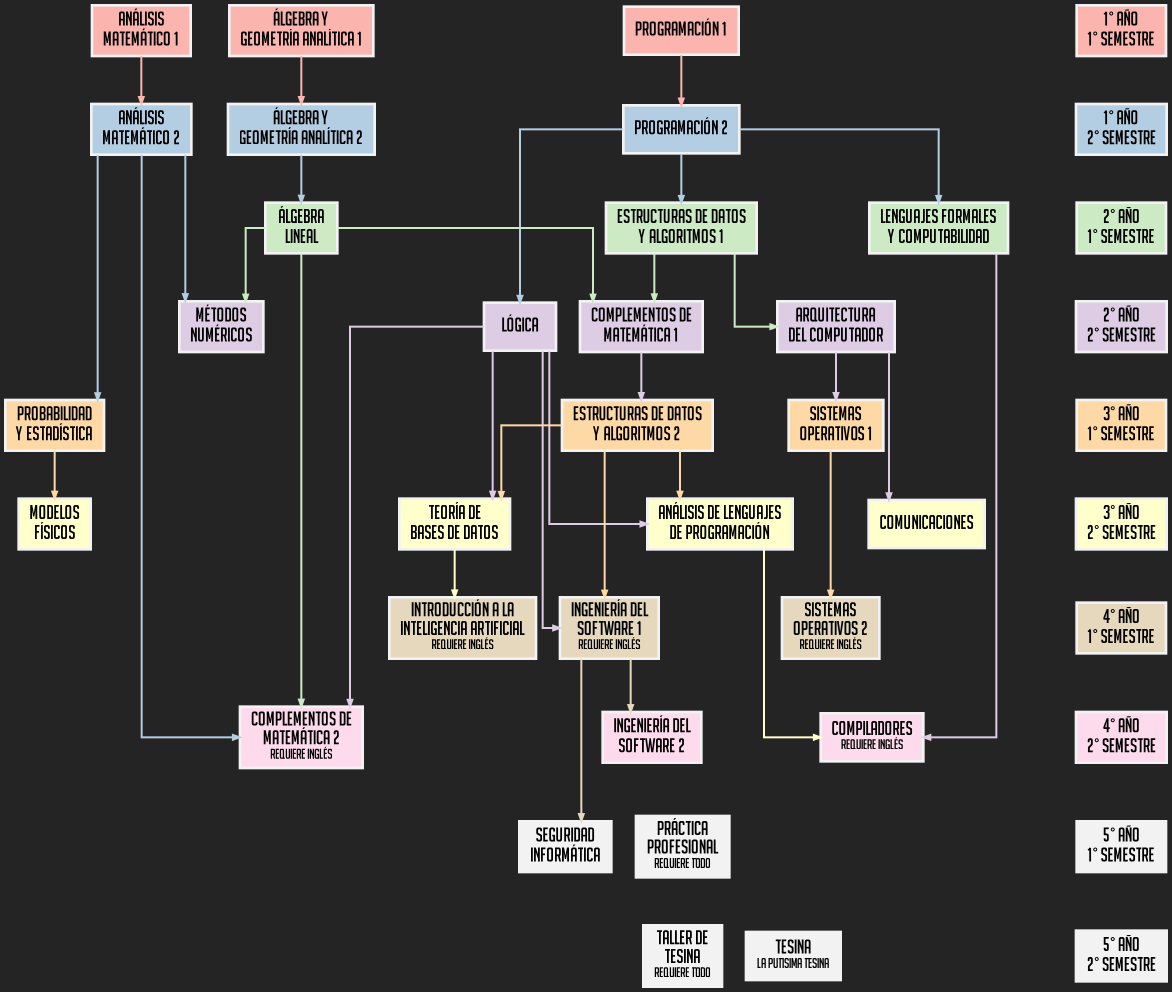 ANÁLISIS
MATEMÁTICO 1
ÁLGEBRA Y
GEOMETRÍA ANALÍTICA 1
PROGRAMACIÓN 1
1° AÑO
1° SEMESTRE
ANÁLISIS
MATEMÁTICO 2
ÁLGEBRA Y
GEOMETRÍA ANALÍTICA 2
PROGRAMACIÓN 2
1° AÑO
2° SEMESTRE
ÁLGEBRA
LINEAL
ESTRUCTURAS DE DATOS
Y ALGORITMOS 1
LENGUAJES FORMALES
Y COMPUTABILIDAD
2° AÑO
1° SEMESTRE
MÉTODOS
NUMÉRICOS
LÓGICA
COMPLEMENTOS DE
MATEMÁTICA 1
ARQUITECTURA
DEL COMPUTADOR
2° AÑO
2° SEMESTRE
PROBABILIDAD
Y ESTADÍSTICA
ESTRUCTURAS DE DATOS
Y ALGORITMOS 2
SISTEMAS
OPERATIVOS 1
3° AÑO
1° SEMESTRE
MODELOS
FÍSICOS
TEORÍA DE
BASES DE DATOS
ANÁLISIS DE LENGUAJES
DE PROGRAMACIÓN
COMUNICACIONES
3° AÑO
2° SEMESTRE
INTRODUCCIÓN A LA
INTELIGENCIA ARTIFICIAL
REQUIERE INGLÉS
INGENIERÍA DEL
SOFTWARE 1
REQUIERE INGLÉS
SISTEMAS
OPERATIVOS 2
REQUIERE INGLÉS
4° AÑO
1° SEMESTRE
COMPLEMENTOS DE
MATEMÁTICA 2
REQUIERE INGLÉS
INGENIERÍA DEL
SOFTWARE 2
COMPILADORES
REQUIERE INGLÉS
4° AÑO
2° SEMESTRE
SEGURIDAD
INFORMÁTICA
PRÁCTICA
PROFESIONAL
REQUIERE TODO
5° AÑO
1° SEMESTRE
TALLER DE
TESINA
REQUIERE TODO
TESINA
LA PUTISIMA TESINA
5° AÑO
2° SEMESTRE